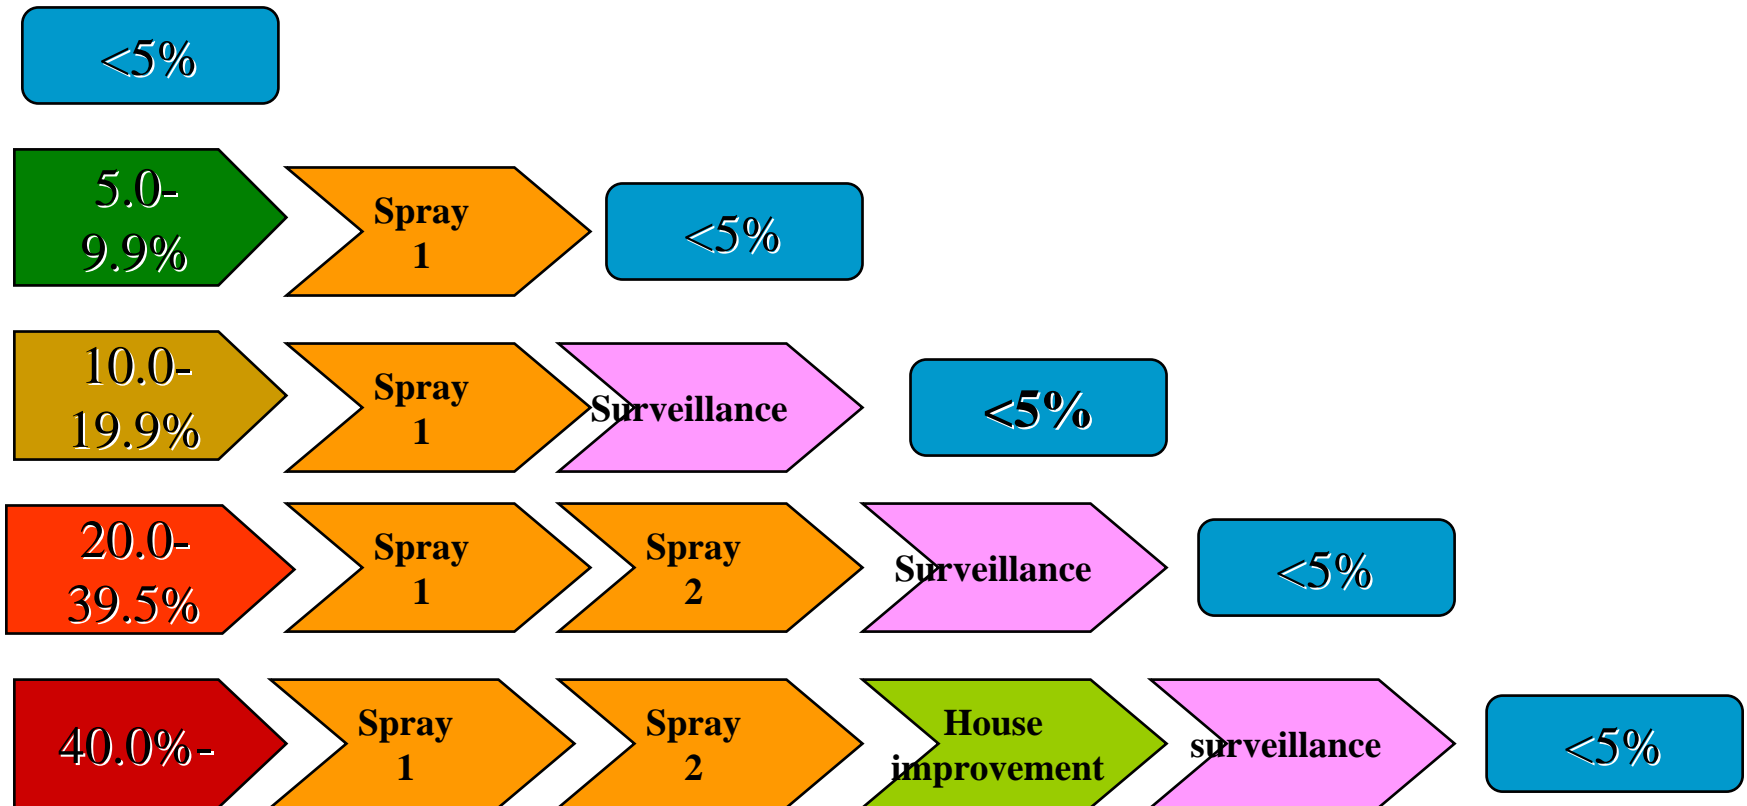 <5%
5.0-
9.9%
Spray
1
<5%
10.0-
19.9%
Spray
1
Surveillance
<5%
20.0-
39.5%
Spray
1
Spray
2
Surveillance
<5%
40.0%-
Spray
1
Spray
2
House
improvement
surveillance
<5%